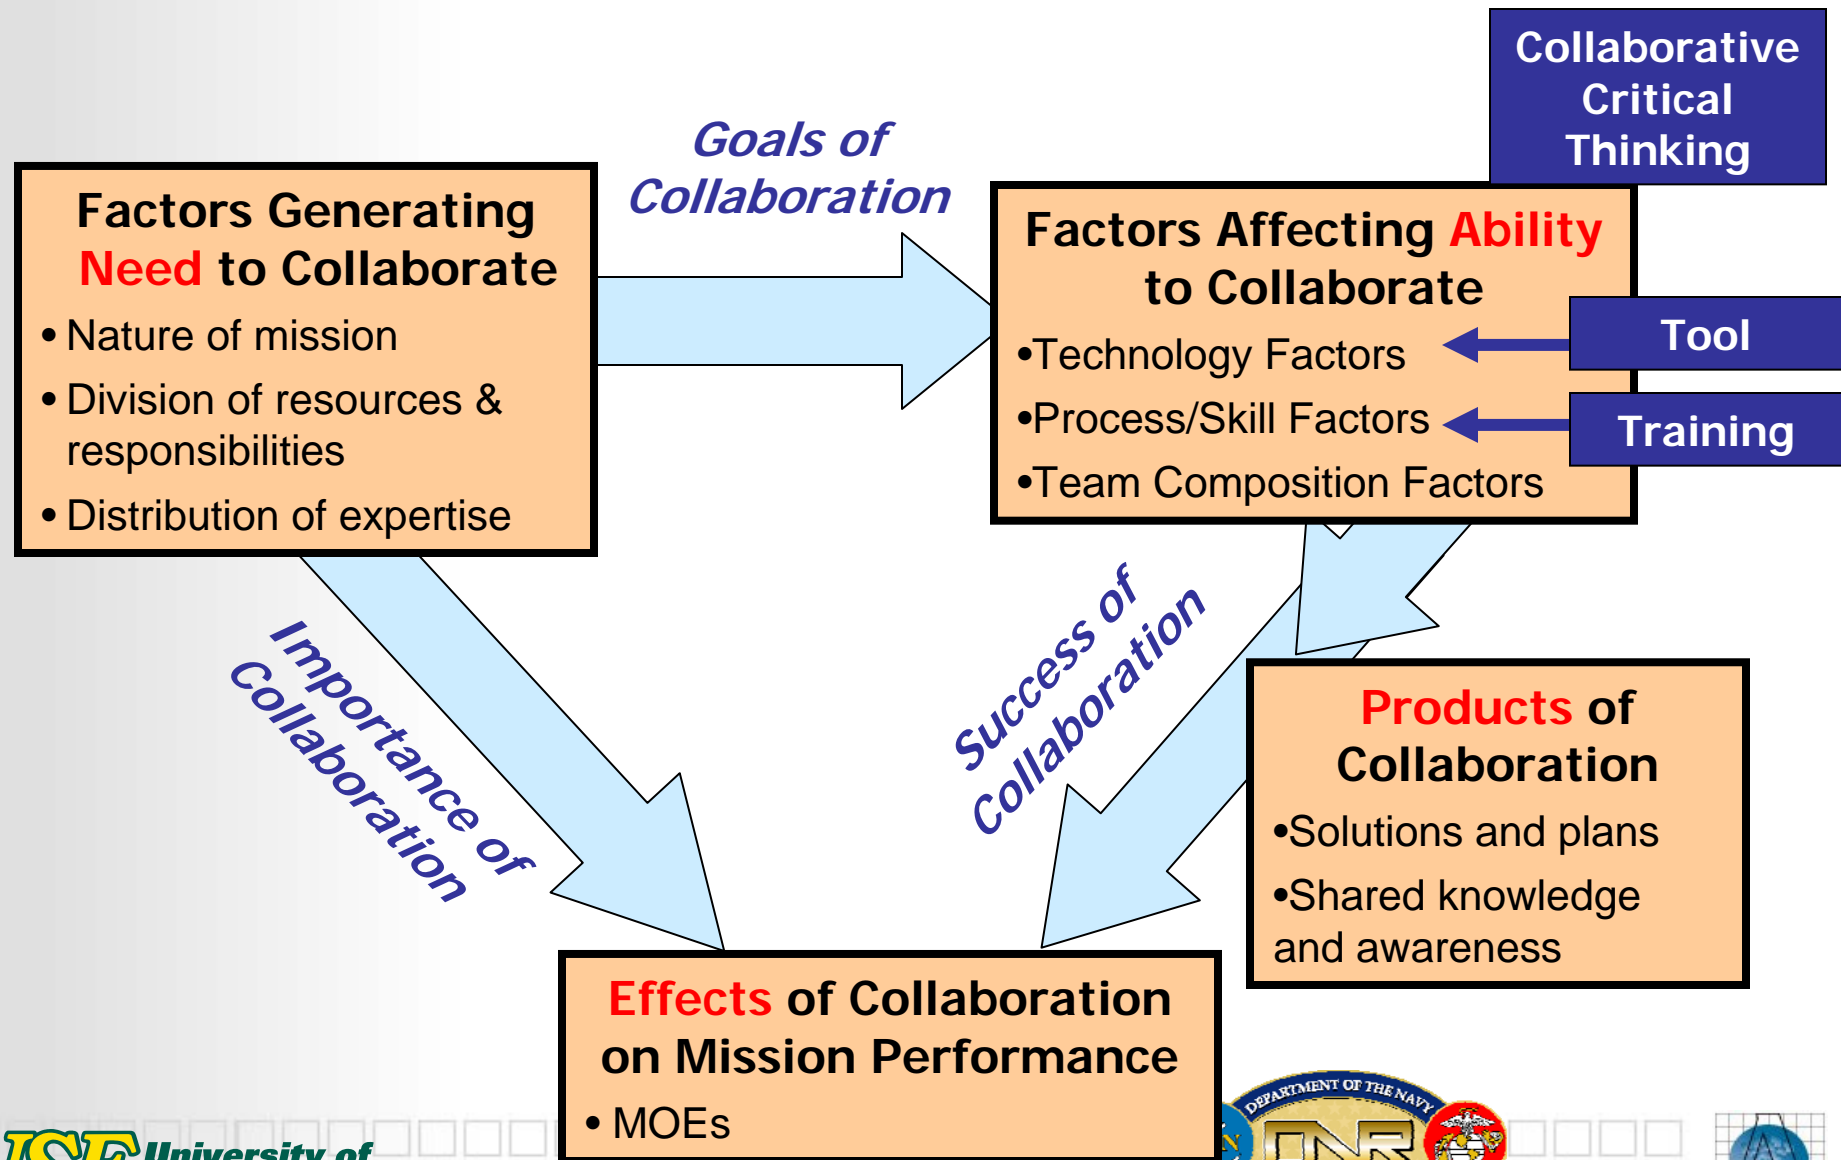 Collaborative
Critical
Thinking
Goals of
Collaboration
Factors Generating
Need to Collaborate
• Nature of mission
• Division of resources &
responsibilities
• Distribution of expertise
Factors Affecting Ability
to Collaborate
•Technology Factors
•Process/Skill Factors
•Team Composition Factors
Tool
Training
Importance of
Collaboration
Success of
Collaboration
Products of
Collaboration
•Solutions and plans
•Shared knowledge
and awareness
Effects of Collaboration
on Mission Performance
• MOEs
DEPARTMENT OF THE NAVY
ONR
University of